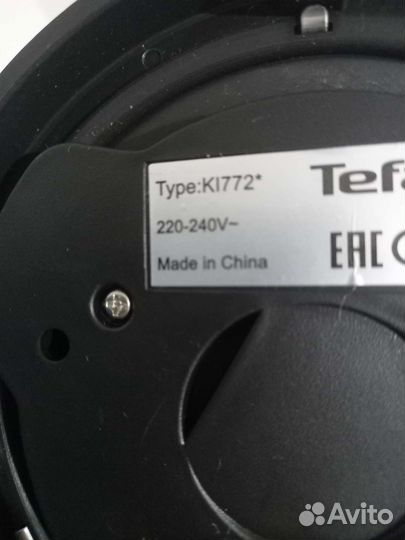 Type:KI772*
Tefa
220-240V~
EAC
Made in China
Avito